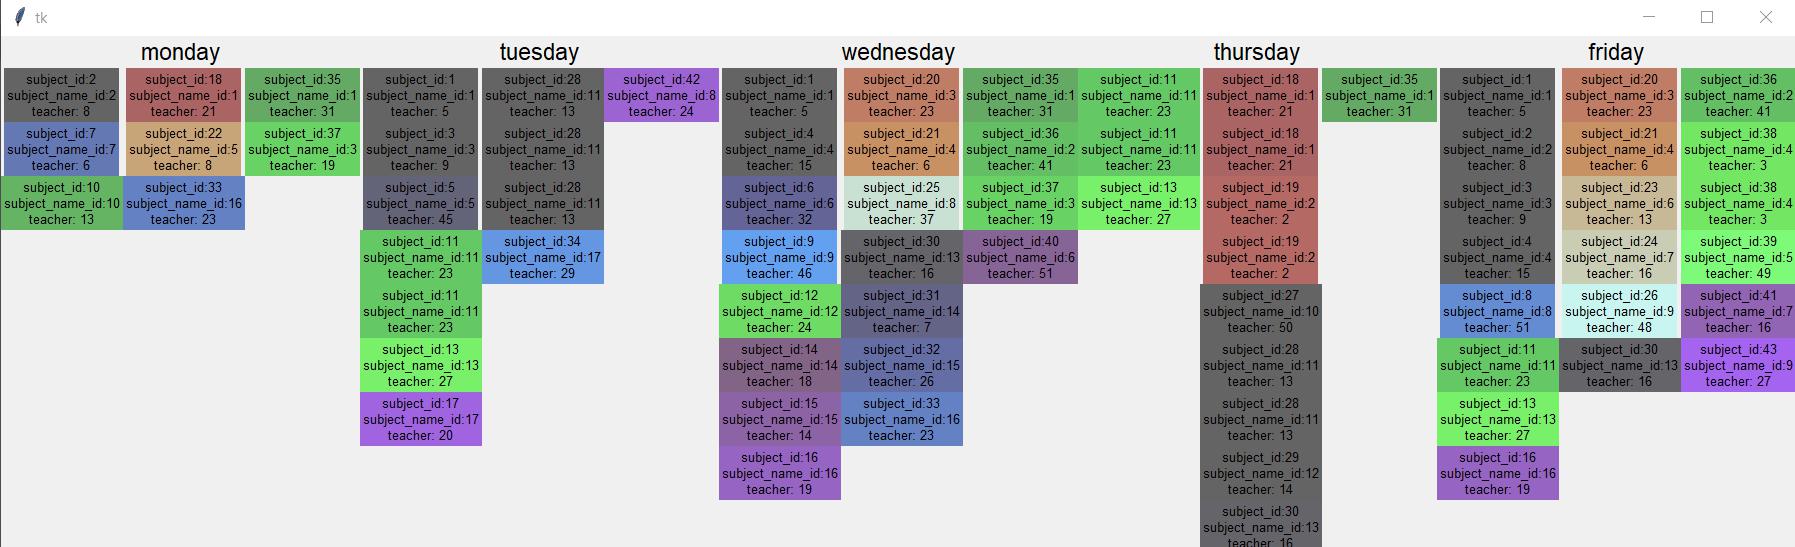 tk
monday
subject_id:2
subject_name_id:2
teacher: 8
subject_id:7
subject_name_id:7
teacher: 6
subject_id:10
subject_name_id:10
teacher: 13
subject_id:18
subject_name_id:1
teacher: 21
subject_id:22
subject_name_id:5
teacher: 8
subject_id:33
subject_name_id:16
teacher: 23
subject_id:35
subject_name_id:1
teacher: 31
subject_id:37
subject_name_id:3
teacher: 19
tuesday
subject_id:1
subject_name_id:1
teacher: 5
subject_id:3
subject_name_id:3
teacher: 9
subject_id:5
subject_name_id:5
teacher: 45
subject_id:11
subject_name_id:11
teacher: 23
subject_id:11
subject_name_id:11
teacher: 23
subject_id:13
subject_name_id:13
teacher: 27
subject_id:17
subject_name_id:17
teacher: 20
subject_id:28
subject_name_id:11
teacher: 13
subject_id:28
subject_name_id:11
teacher: 13
subject_id:28
subject_name_id:11
teacher: 13
subject_id:34
subject_name_id:17
teacher: 29
subject_id:42
subject_name_id:8
teacher: 24
wednesday
subject_id:1
subject_name_id:1
teacher: 5
subject_id:4
subject_name_id:4
teacher: 15
subject_id:6
subject_name_id:6
teacher: 32
subject_id:9
subject_name_id:9
teacher: 46
subject_id:12
subject_name_id:12
teacher: 24
subject_id:14
subject_name_id:14
teacher: 18
subject_id:15
subject_name_id:15
teacher: 14
subject_id:16
subject_name_id:16
teacher: 19
subject_id:20
subject_name_id:3
teacher: 23
subject_id:21
subject_name_id:4
teacher: 6
subject_id:25
subject_name_id:8
teacher: 37
subject_id:30
subject_name_id:13
teacher: 16
subject_id:31
subject_name_id:14
teacher: 7
subject_id:32
subject_name_id:15
teacher: 26
subject_id:33
subject_name_id:16
teacher: 23
subject_id:35
subject_name_id:1
teacher: 31
subject_id:36
subject_name_id:2
teacher: 41
subject_id:37
subject_name_id:3
teacher: 19
subject_id:40
subject_name_id:6
teacher: 51
subject_id:11
subject_name_id:11
teacher: 23
subject_id:11
subject_name_id:11
teacher: 23
subject_id:13
subject_name_id:13
teacher: 27
thursday
subject_id:18
subject_name_id:1
teacher: 21
subject_id:18
subject_name_id:1
teacher: 21
subject_id:19
subject_name_id:2
teacher: 2
subject_id:19
subject_name_id:2
teacher: 2
subject_id:27
subject_name_id:10
teacher: 50
subject_id:28
subject_name_id:11
teacher: 13
subject_id:28
subject_name_id:11
teacher: 13
subject_id:29
subject_name_id:12
teacher: 14
subject_id:30
subject_name_id:13
teacher: 16
subject_id:35
subject_name_id:1
teacher: 31
friday
subject_id:1
subject_name_id:1
teacher: 5
subject_id:2
subject_name_id:2
teacher: 8
subject_id:3
subject_name_id:3
teacher: 9
subject_id:4
subject_name_id:4
teacher: 15
subject_id:8
subject_name_id:8
teacher: 51
subject_id:11
subject_name_id:11
teacher: 23
subject_id:13
subject_name_id:13
teacher: 27
subject_id:16
subject_name_id:16
teacher: 19
subject_id:20
subject_name_id:3
teacher: 23
subject_id:21
subject_name_id:4
teacher: 6
subject_id:23
subject_name_id:6
teacher: 13
subject_id:24
subject_name_id:7
teacher: 16
subject_id:26
subject_name_id:9
teacher: 48
subject_id:30
subject_name_id:13
teacher: 16
subject_id:36
subject_name_id:2
teacher: 41
subject_id:38
subject_name_id:4
teacher: 3
subject_id:38
subject_name_id:4
teacher: 3
subject_id:39
subject_name_id:5
teacher: 49
subject_id:41
subject_name_id:7
teacher: 16
subject_id:43
subject_name_id:9
teacher: 27